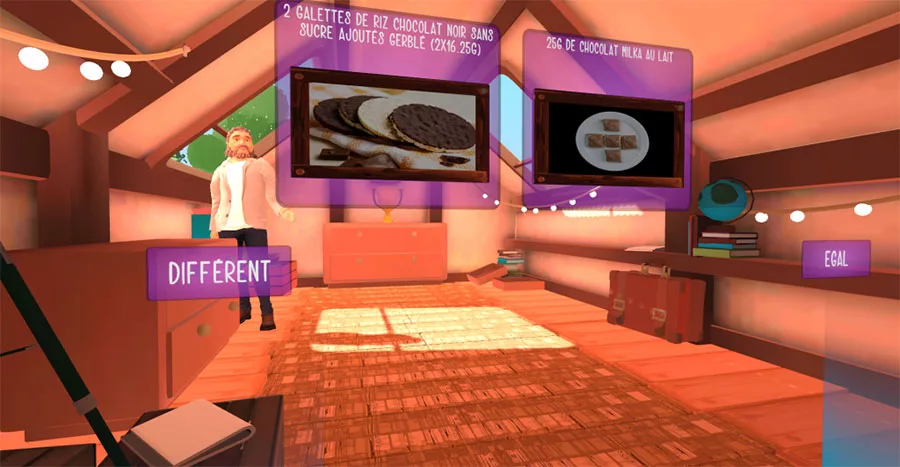 2 GALETTES DE RIZ CHOCOLAT NOIR SANS
SUCRE AJOUTÉS GERBLÉ (2X16.25G)
25G DE CHOCOLAT MILKA AU LAIT
DIFFÉRENT
EGAL